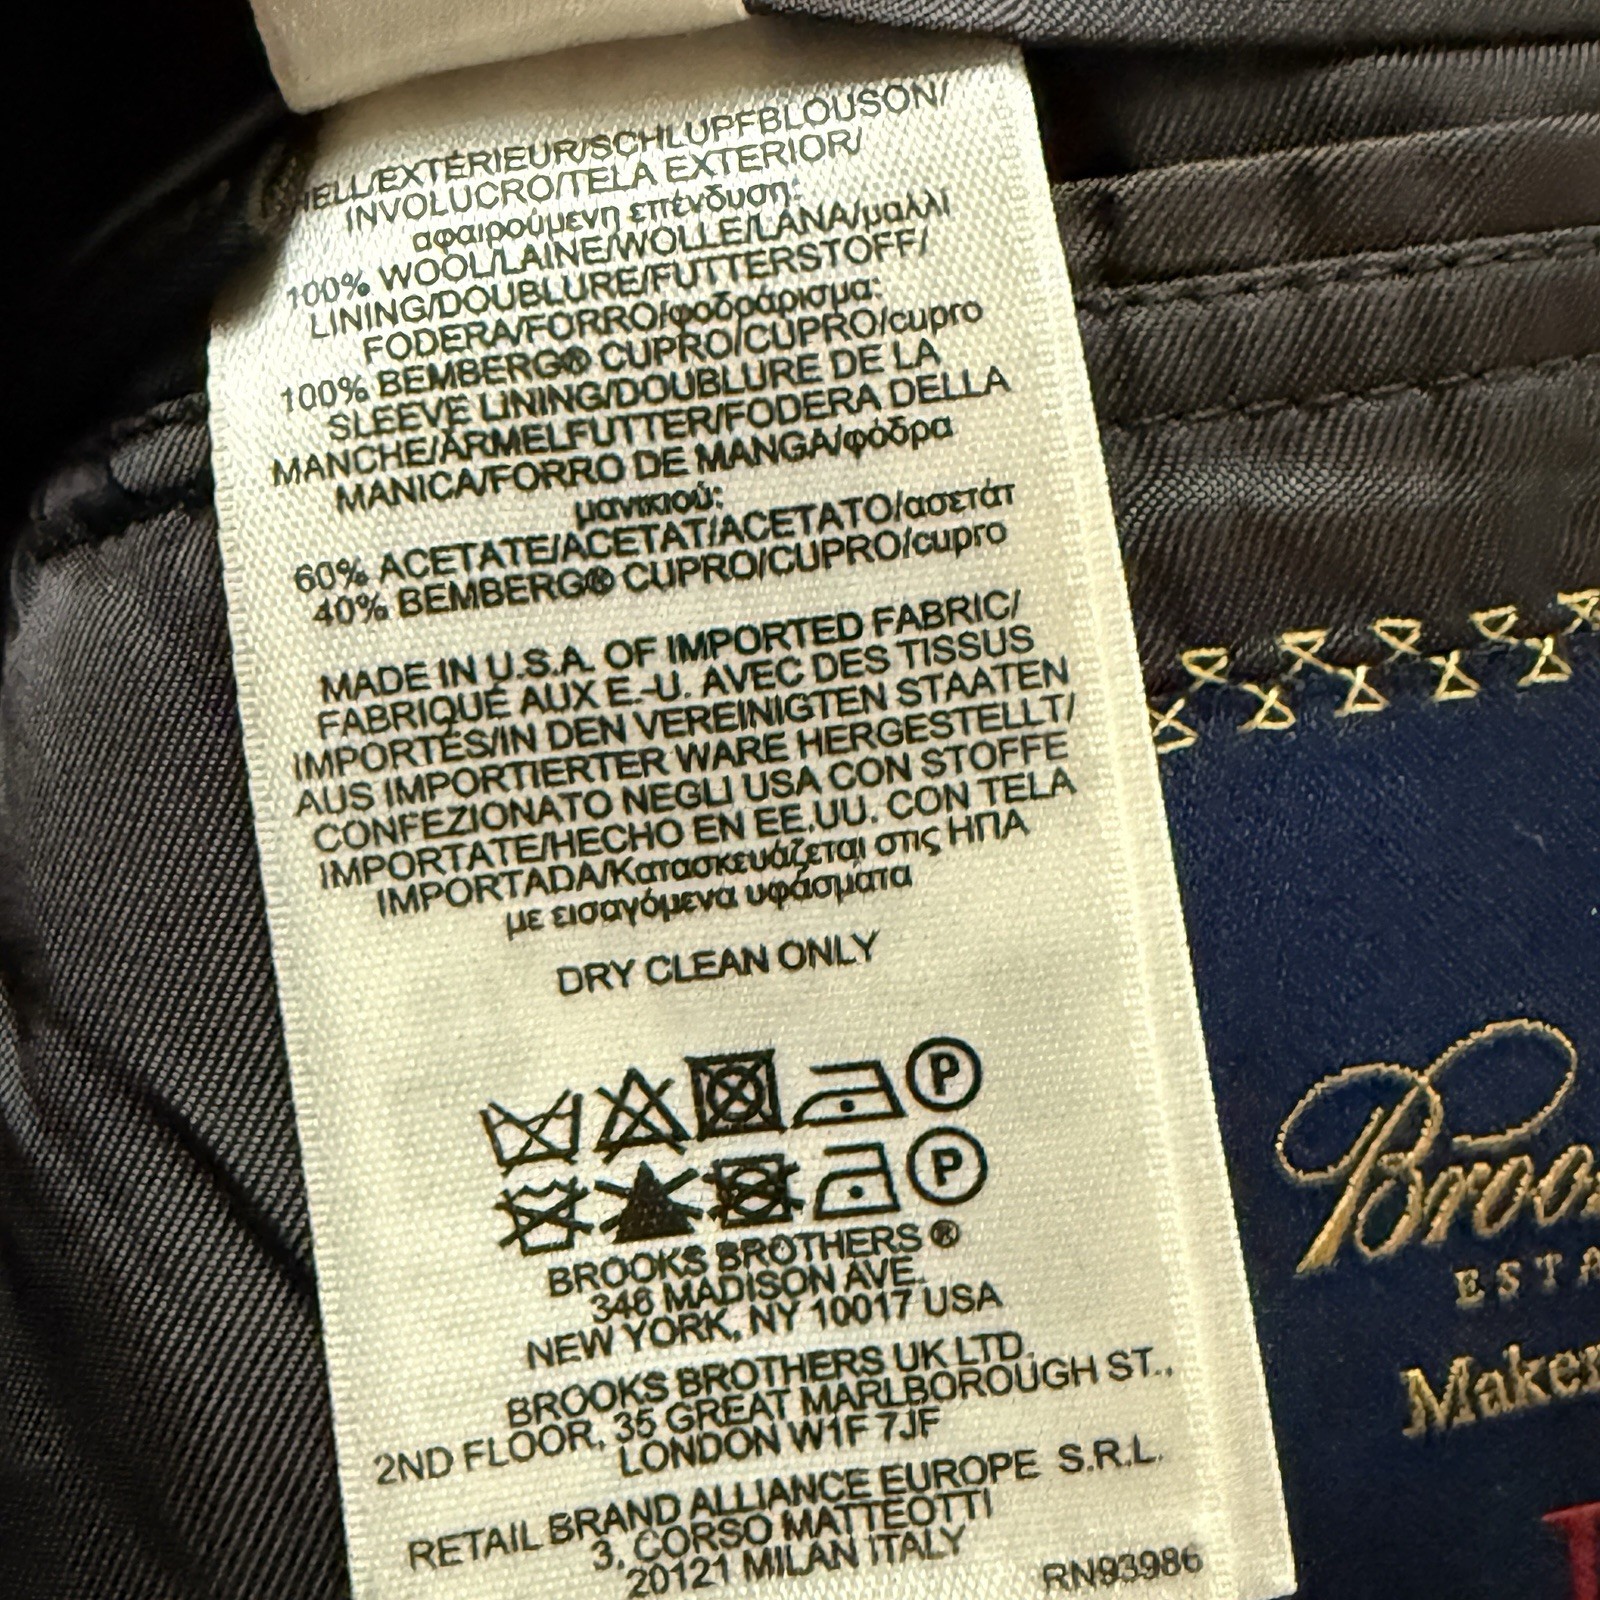 SHELL/EXTÉRIEUR/SCHLUPFBLOUSON/
INVOLUCRO/TELA EXTERIOR/
αφαιρούμενη επένδυση:
100% WOOL/LAINE/WOLLE/LANA/μαλλι
LINING/DOUBLURE/FUTTERSTOFF/
FODERA/FORRO/φοδράρισμα:
100% BEMBERG® CUPRO/CUPRO/cupro
SLEEVE LINING/DOUBLURE DE LA
MANCHE/ÄRMELFUTTER/FODERA DELLA
MANICA/FORRO DE MANGA/φόδρα
μανικιού:
60% ACETATE/ACETAT/ACETATO/ασετάτ
40% BEMBERG® CUPRO/CUPRO/cupro
MADE IN U.S.A. OF IMPORTED FABRIC/
FABRIQUÉ AUX E.-U. AVEC DES TISSUS
IMPORTÉS/IN DEN VEREINIGTEN STAATEN
AUS IMPORTIERTER WARE HERGESTELLT/
CONFEZIONATO NEGLI USA CON STOFFE
IMPORTATE/HECHO EN EE.UU. CON TELA
IMPORTADA/Κατασκευάζεται στις ΗΠΑ
με εισαγόμενα υφάσματα
DRY CLEAN ONLY
P
P
BROOKS BROTHERS ®
346 MADISON AVE.
NEW YORK, NY 10017 USA
BROOKS BROTHERS UK LTD.
2ND FLOOR, 35 GREAT MARLBOROUGH ST.,
LONDON W1F 7JF
RETAIL BRAND ALLIANCE EUROPE S.R.L.
3, CORSO MATTEOTTI
20121 MILAN ITALY
RN93986
Broo
ESTA
Maker